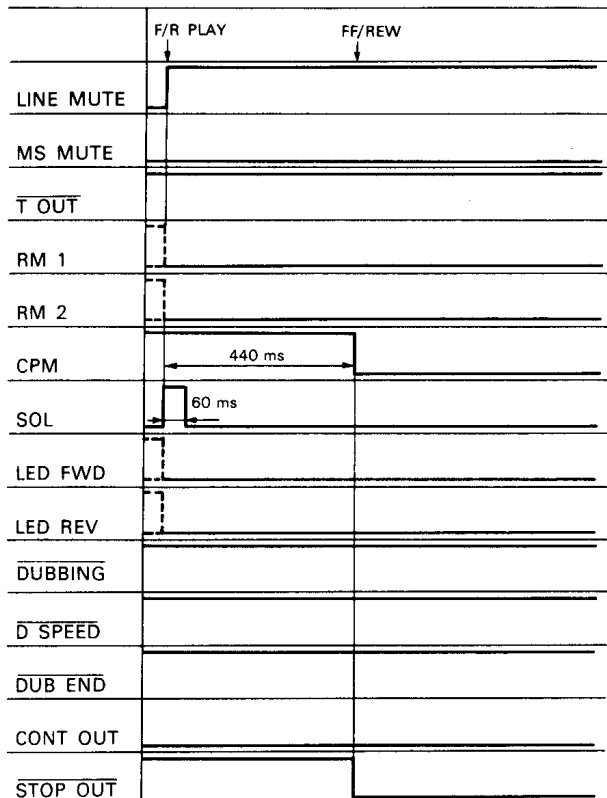 F/R PLAY FF/REW
LINE MUTE
MS MUTE
T OUT
RM 1
RM 2
CPM
440 ms
SOL
60 ms
LED FWD
LED REV
DUBBING
D SPEED
DUB END
CONT OUT
STOP OUT